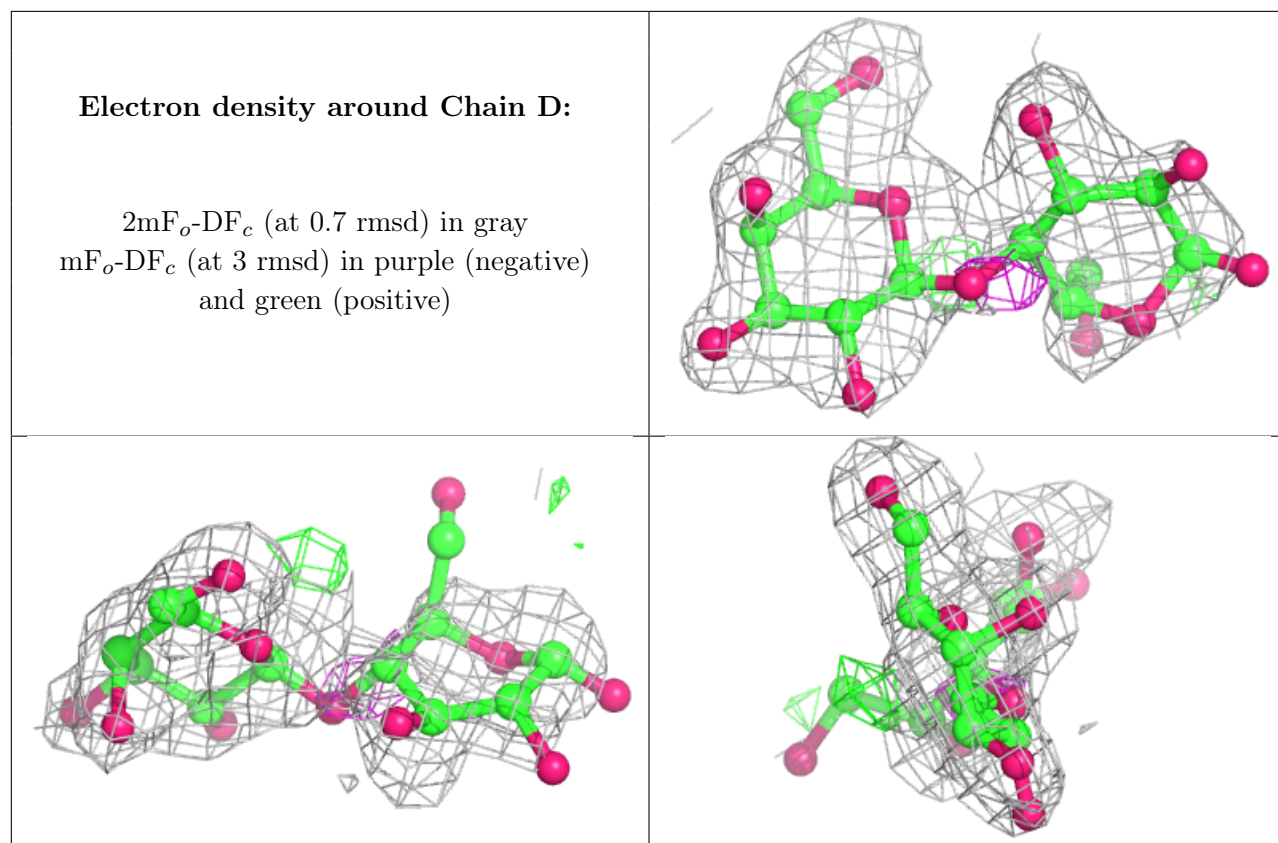 Electron density around Chain D:
2mFo-DFc (at 0.7 rmsd) in gray
mFo-DFc (at 3 rmsd) in purple (negative)
and green (positive)